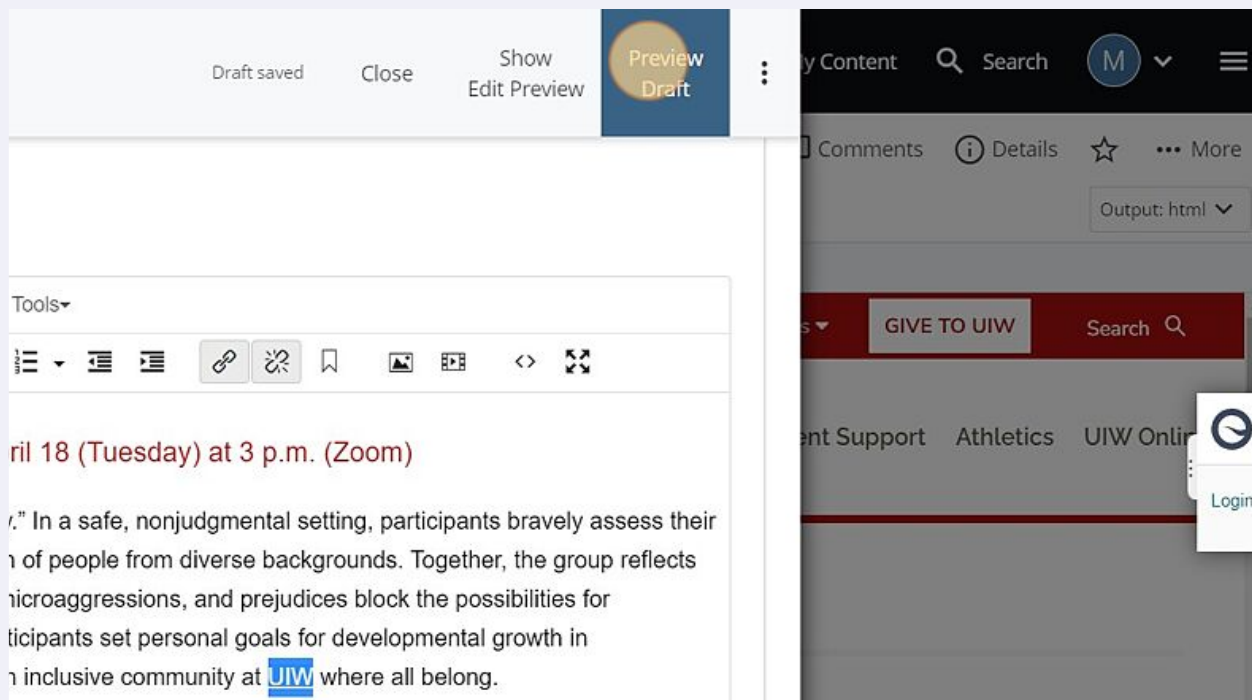 Draft saved
Close
Show
Edit Preview
Preview
Draft
y Content
Search
M
Comments
Details
More
Output: html
Tools
s
GIVE TO UIW
Search
ent Support
Athletics
UIW Onlin
Login
ril 18 (Tuesday) at 3 p.m. (Zoom)
.” In a safe, nonjudgmental setting, participants bravely assess their
of people from diverse backgrounds. Together, the group reflects
icroaggressions, and prejudices block the possibilities for
ticipants set personal goals for developmental growth in
inclusive community at UIW where all belong.